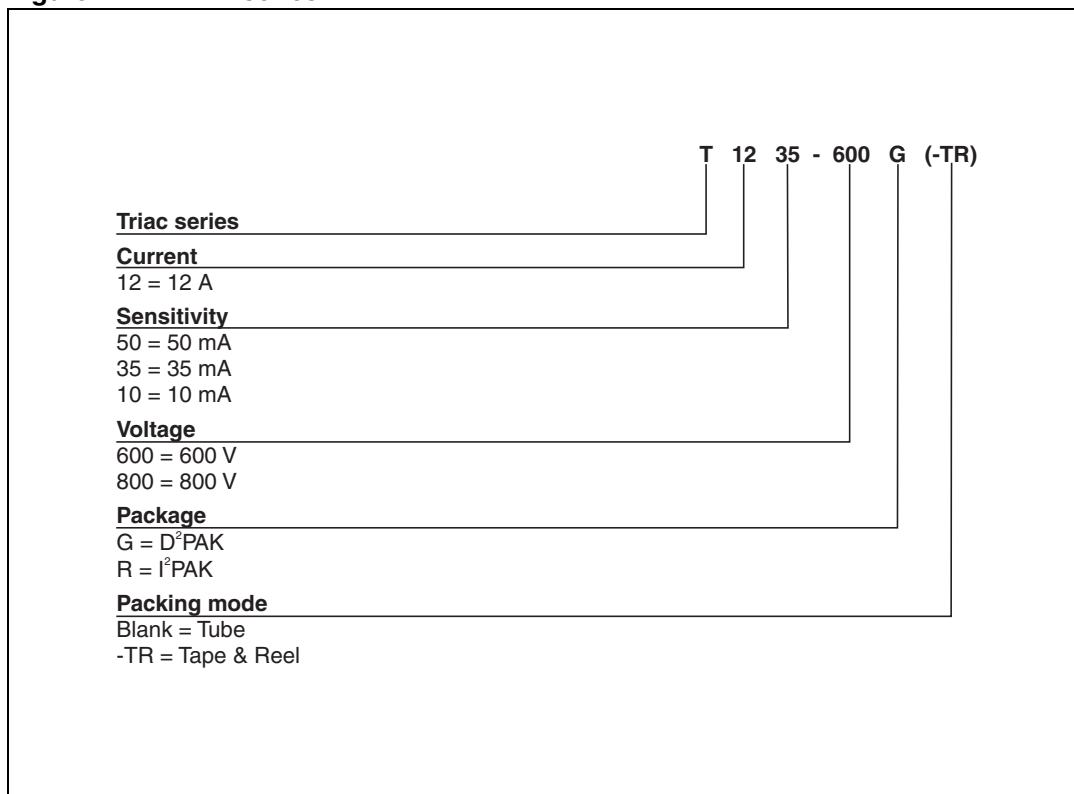 T 12 35 - 600 G (-TR)
Triac series
Current
12 = 12 A
Sensitivity
50 = 50 mA
35 = 35 mA
10 = 10 mA
Voltage
600 = 600 V
800 = 800 V
Package
G = D²PAK
R = I²PAK
Packing mode
Blank = Tube
-TR = Tape & Reel